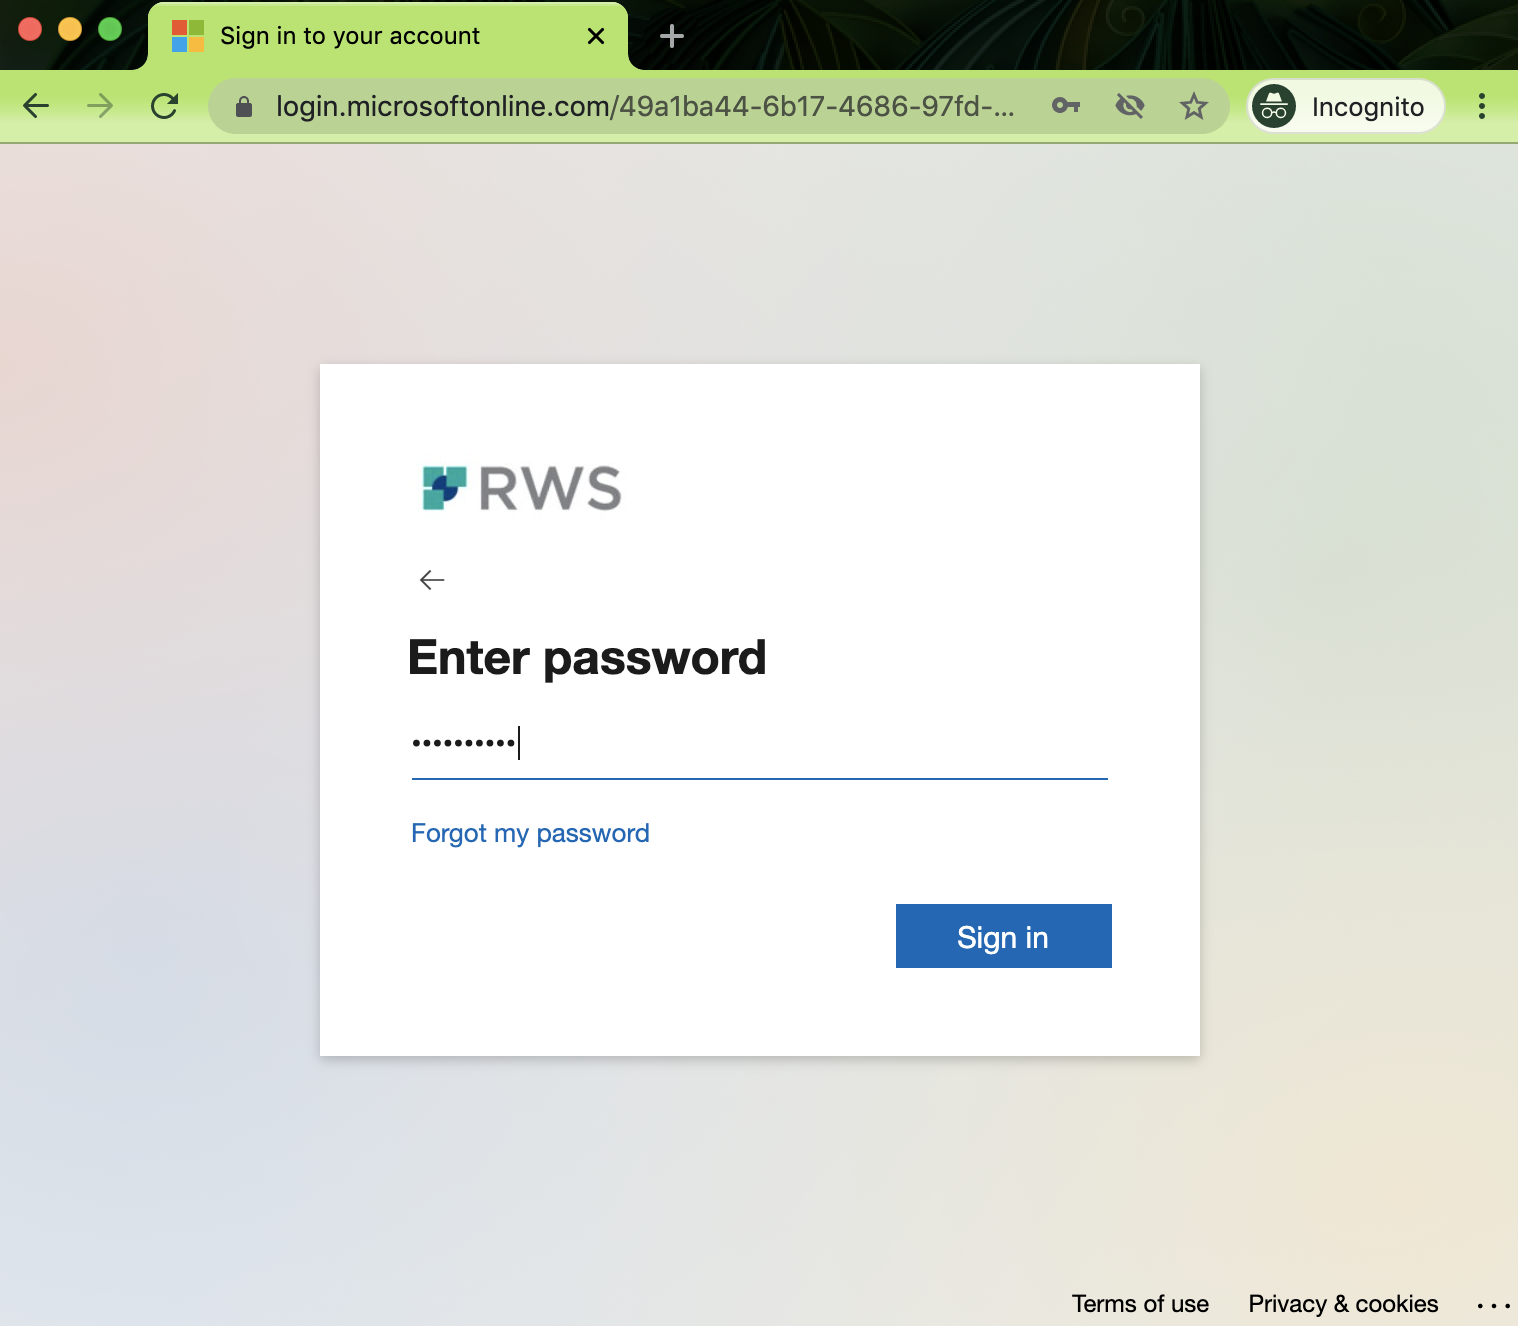 Sign in to your account
login.microsoftonline.com/49a1ba44-6b17-4686-97fd-...
Incognito
RWS
Enter password
Forgot my password
Sign in
Terms of use
Privacy & cookies